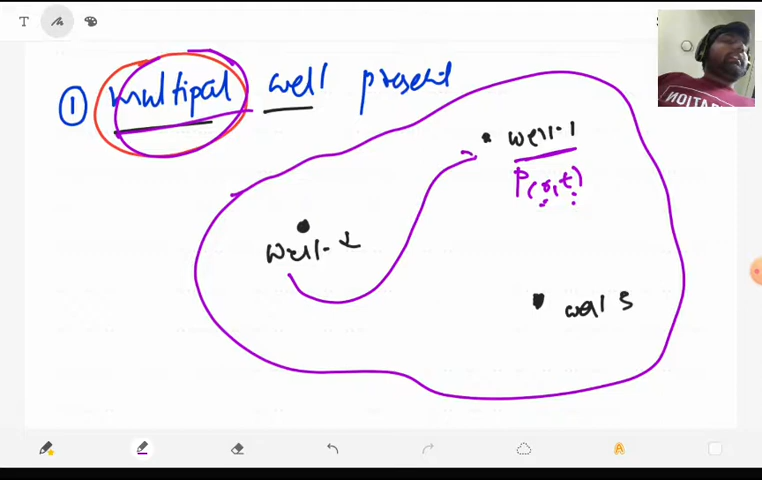 ① multipal well present
well-1
P(r,t)
well-2
well 3